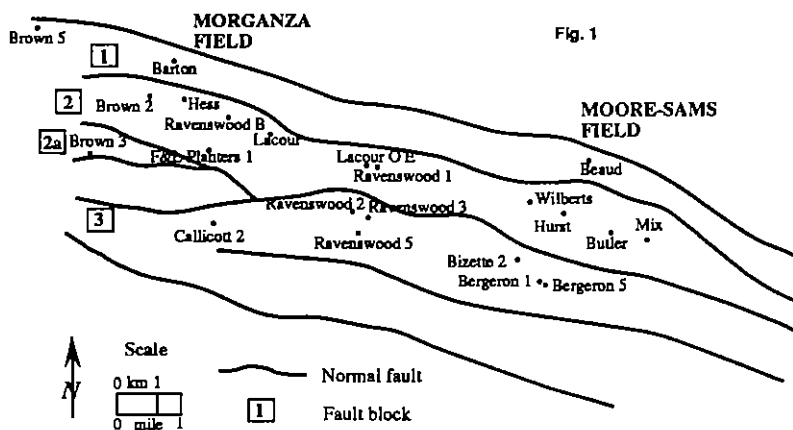 MORGANZA
FIELD
Fig. 1
Brown 5
1
Barton
MOORE-SAMS
FIELD
2
Brown 2
Hess
Ravenswood B
2a
Brown 3
Lacour
F&L Planters 1
Lacour O E
Ravenswood 1
Beaud
Wilberts
3
Ravenswood 2
Ravenswood 3
Hurst
Mix
Callicott 2
Ravenswood 5
Butler
Bizette 2
Bergeron 1
Bergeron 5
Scale
N
0 km 1
Normal fault
1
Fault block
0 mile 1